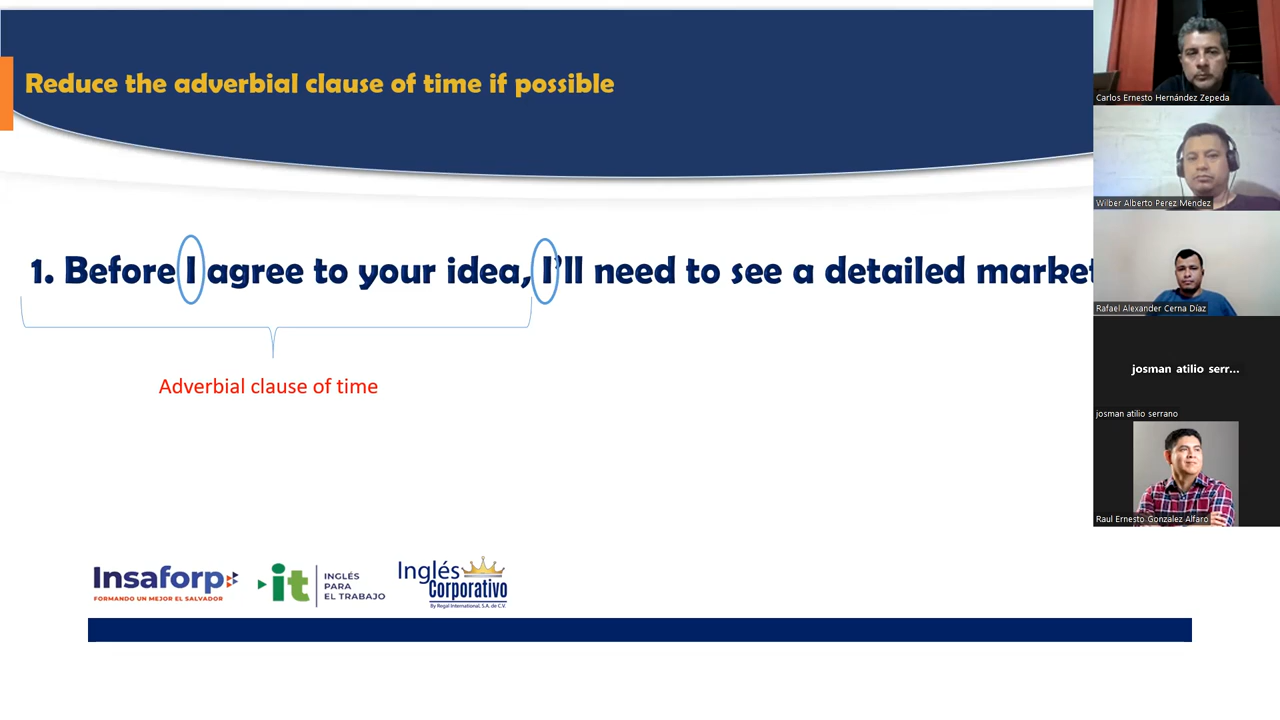 Reduce the adverbial clause of time if possible
1. Before I agree to your idea, I'll need to see a detailed market
Adverbial clause of time
Insaforp
FORMANDO UN MEJOR EL SALVADOR
it
INGLÉS
PARA
EL TRABAJO
Inglés
Corporativo
By Regal International, S.A. de C.V.
Carlos Ernesto Hernández Zepeda
Wilber Alberto Perez Mendez
Rafael Alexander Cerna Díaz
josman atilio serr...
josman atilio serrano
Raul Ernesto Gonzalez Alfaro